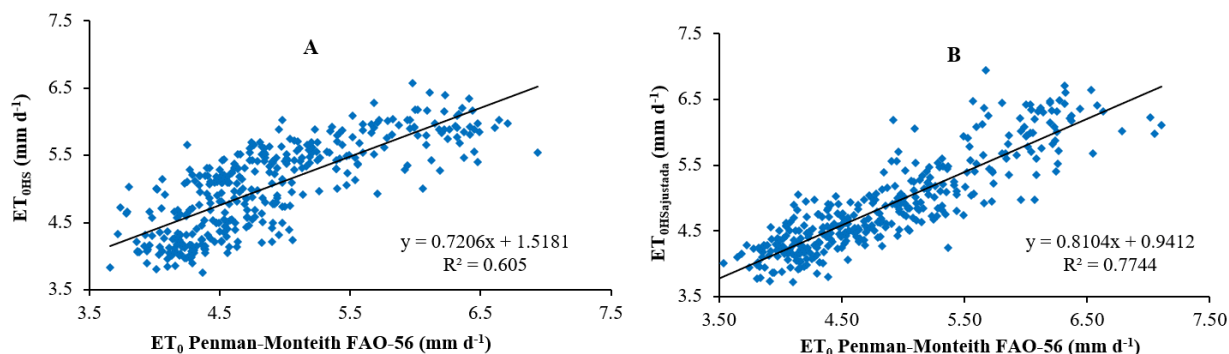 A
ET0HS (mm d-1)
7.5
6.5
5.5
4.5
3.5
y = 0.7206x + 1.5181
R² = 0.605
3.5 4.5 5.5 6.5 7.5
ET0 Penman-Monteith FAO-56 (mm d-1)
B
ET0HSajustada (mm d-1)
7.5
6.5
5.5
4.5
3.5
y = 0.8104x + 0.9412
R² = 0.7744
3.50 4.50 5.50 6.50 7.50
ET0 Penman-Monteith FAO-56 (mm d-1)